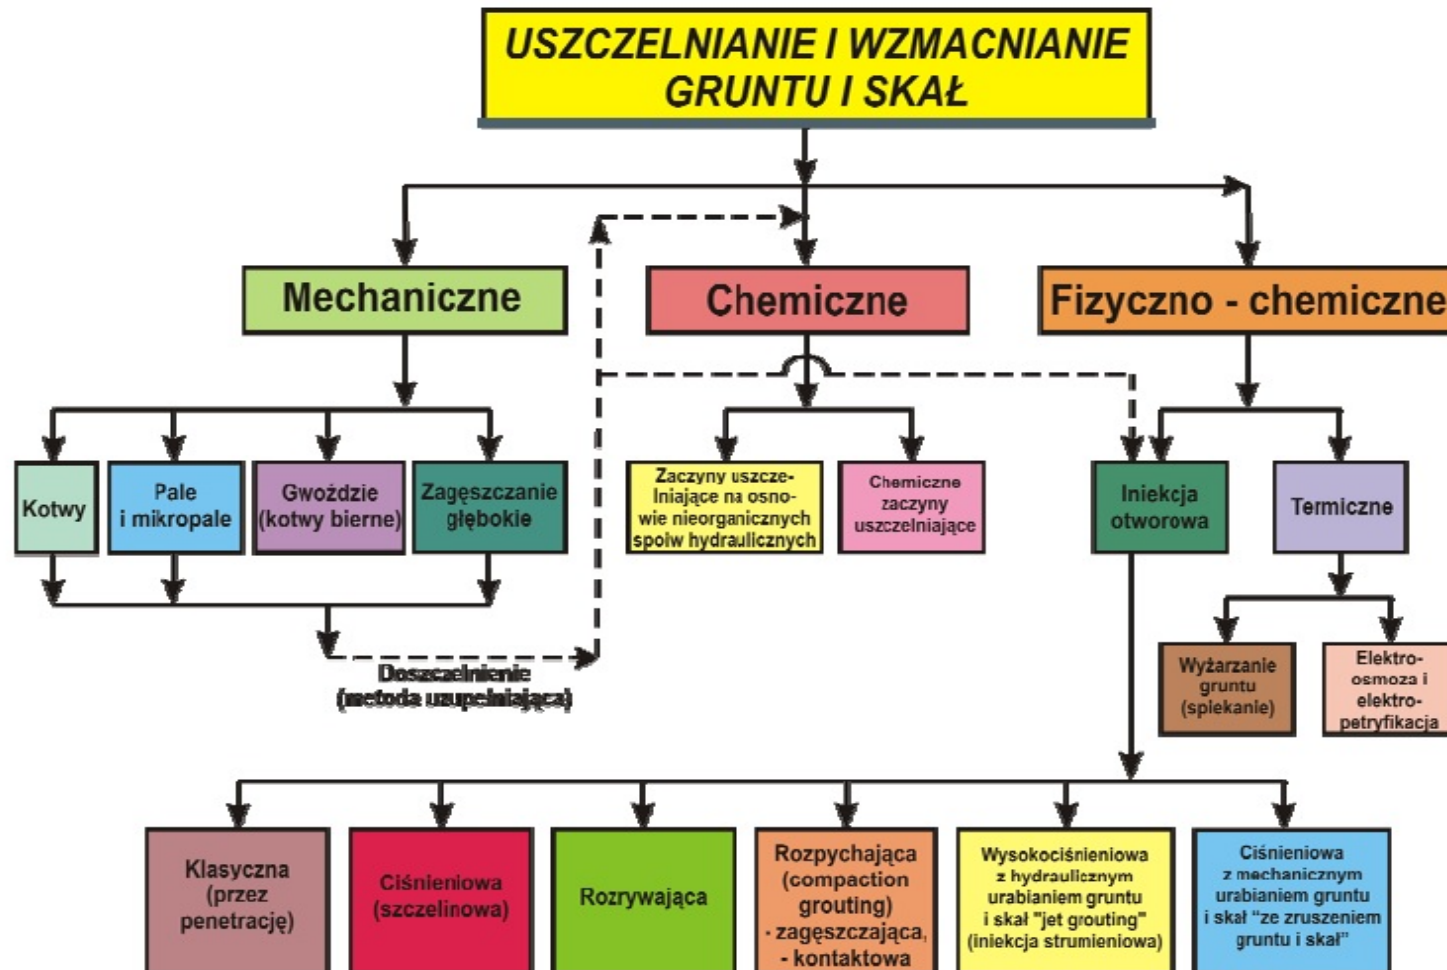 USZCZELNIANIE I WZMACNIANIE
GRUNTU I SKAŁ
Mechaniczne
Chemiczne
Fizyczno - chemiczne
Kotwy
Pale
i mikropale
Gwoździe
(kotwy bierne)
Zagęszczanie
głębokie
Zaczyny uszcze-
lniające na osno-
wie nieorganicznych
spoiw hydraulicznych
Chemiczne
zaczyny
uszczelniające
Iniekcja
otworowa
Termiczne
Doszczelnienie
(metoda uzupełniająca)
Wyżarzanie
gruntu
(spiekanie)
Elektro-
osmoza i
elektro-
petryfikacja
Klasyczna
(przez
penetrację)
Ciśnieniowa
(szczelinowa)
Rozrywająca
Rozpychająca
(compaction
grouting)
- zagęszczająca,
- kontaktowa
Wysokociśnieniowa
z hydraulicznym
urabianiem gruntu
i skał "jet grouting"
(iniekcja strumieniowa)
Ciśnieniowa
z mechanicznym
urabianiem gruntu
i skał “ze zruszeniem
gruntu i skał”